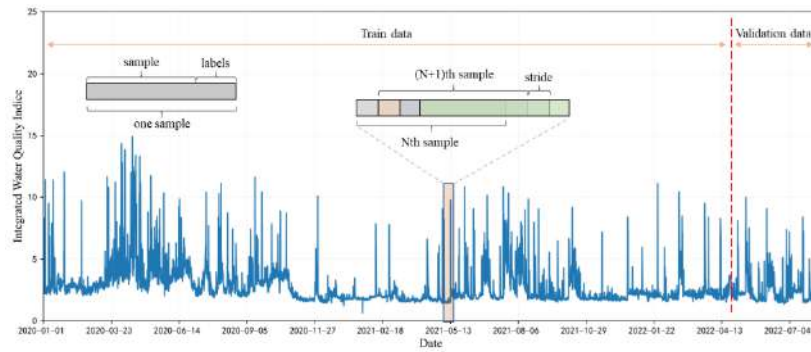 25
20
15
10
5
0
Integrated Water Quality Indice
Train data
Validation data
sample
labels
one sample
(N+1)th sample
stride
Nth sample
2020-01-01
2020-03-23
2020-06-14
2020-09-05
2020-11-27
2021-02-18
2021-05-13
2021-08-06
2021-10-29
2022-01-22
2022-04-13
2022-07-04
Date